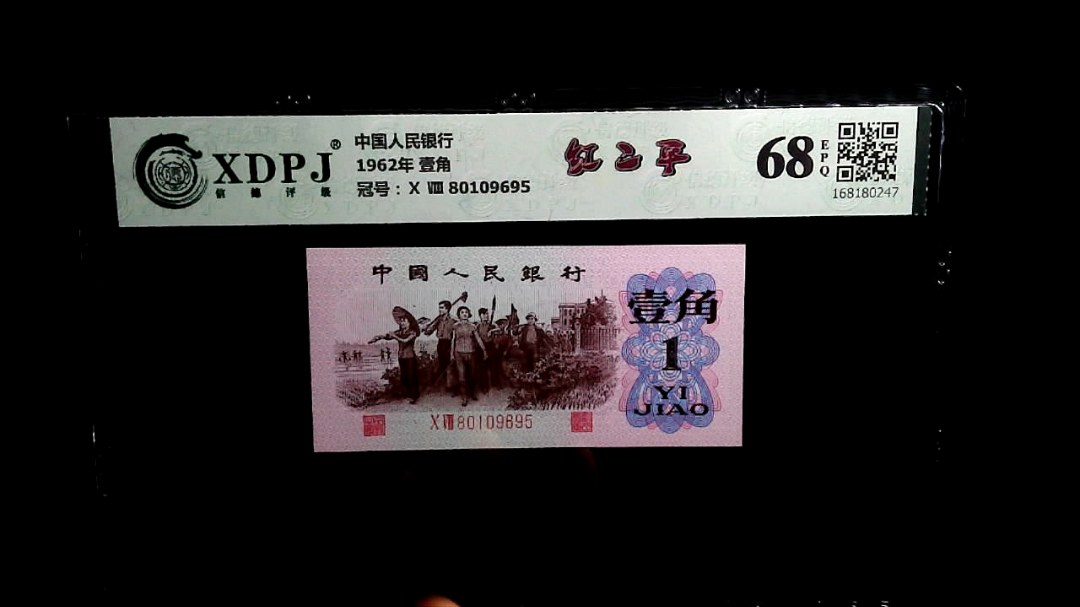 XDPJ®
信德评级
中国人民银行
1962年 壹角
冠号：X Ⅷ 80109695
红二平
68
EPQ
168180247
中國人民銀行
壹角
1
YI
JIAO
X Ⅷ 80109695